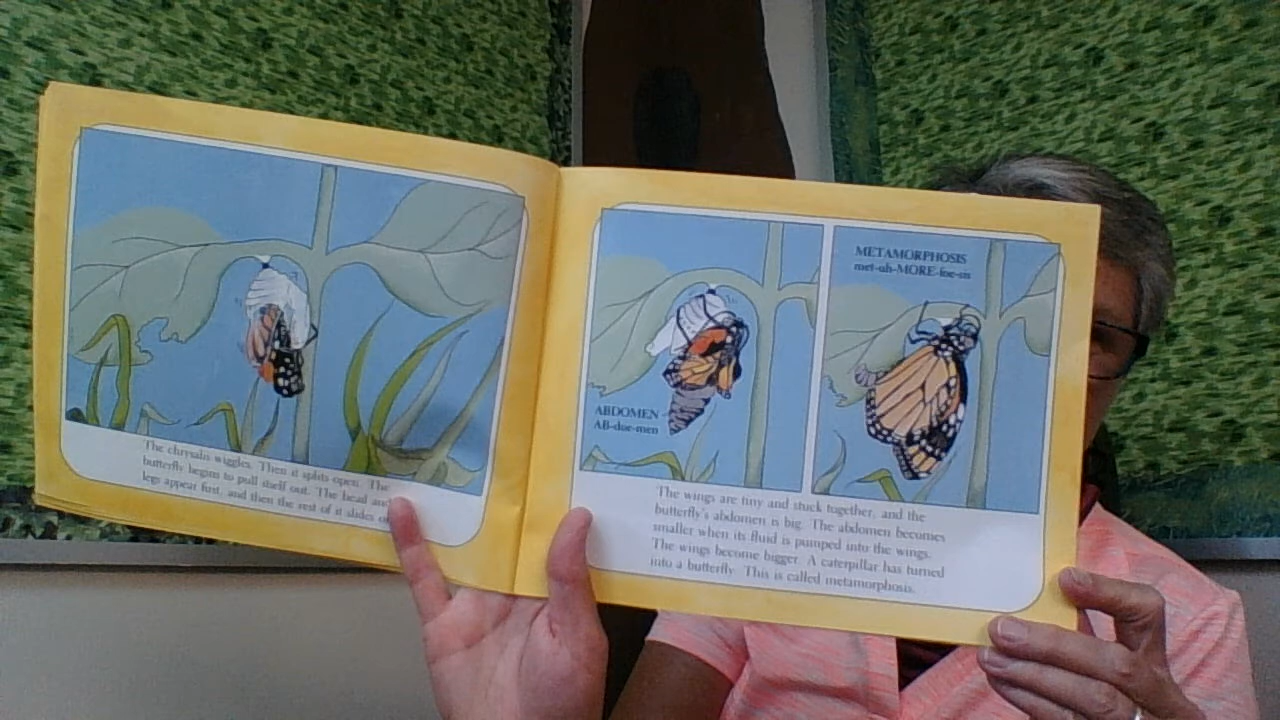 The chrysalis wiggles. Then it splits open. The
butterfly begins to pull itself out. The head and
legs appear first, and then the rest of it slides
ABDOMEN
AB-doe-men
METAMORPHOSIS
met-uh-MORE-foe-sis
The wings are tiny and stuck together, and the
butterfly's abdomen is big. The abdomen becomes
smaller when its fluid is pumped into the wings.
The wings become bigger. A caterpillar has turned
into a butterfly. This is called metamorphosis.